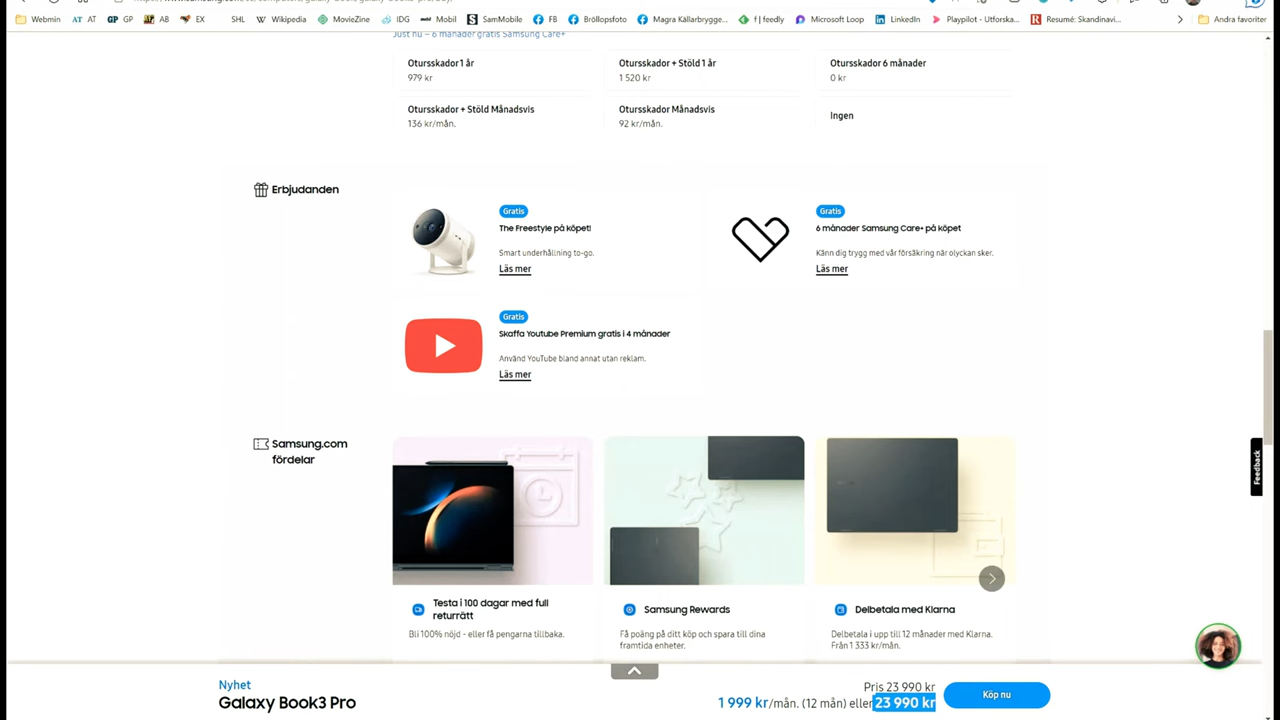 Webmin AT AT GP GP AB EX SHL Wikipedia MovieZine IDG Mobil SamMobile FB Bröllopsfoto Magra Källarbrygge... f | feedly Microsoft Loop LinkedIn Playpilot - Utforska... Resumé: Skandinavi... Andra favoriter
Just nu – 6 månader gratis Samsung Care+
Otursskador 1 år
979 kr
Otursskador + Stöld 1 år
1 520 kr
Otursskador 6 månader
0 kr
Otursskador + Stöld Månadsvis
136 kr/mån.
Otursskador Månadsvis
92 kr/mån.
Ingen
Erbjudanden
Gratis
The Freestyle på köpet!
Smart underhållning to-go.
Läs mer
Gratis
6 månader Samsung Care+ på köpet
Känn dig trygg med vår försäkring när olyckan sker.
Läs mer
Gratis
Skaffa Youtube Premium gratis i 4 månader
Använd YouTube bland annat utan reklam.
Läs mer
Samsung.com
fördelar
Testa i 100 dagar med full
returrätt
Bli 100% nöjd - eller få pengarna tillbaka.
Samsung Rewards
Få poäng på ditt köp och spara till dina
framtida enheter.
Delbetala med Klarna
Delbetala i upp till 12 månader med Klarna.
Från 1 333 kr/mån.
Feedback
Nyhet
Galaxy Book3 Pro
Pris 23 990 kr
1 999 kr/mån. (12 mån) eller 23 990 kr
Köp nu